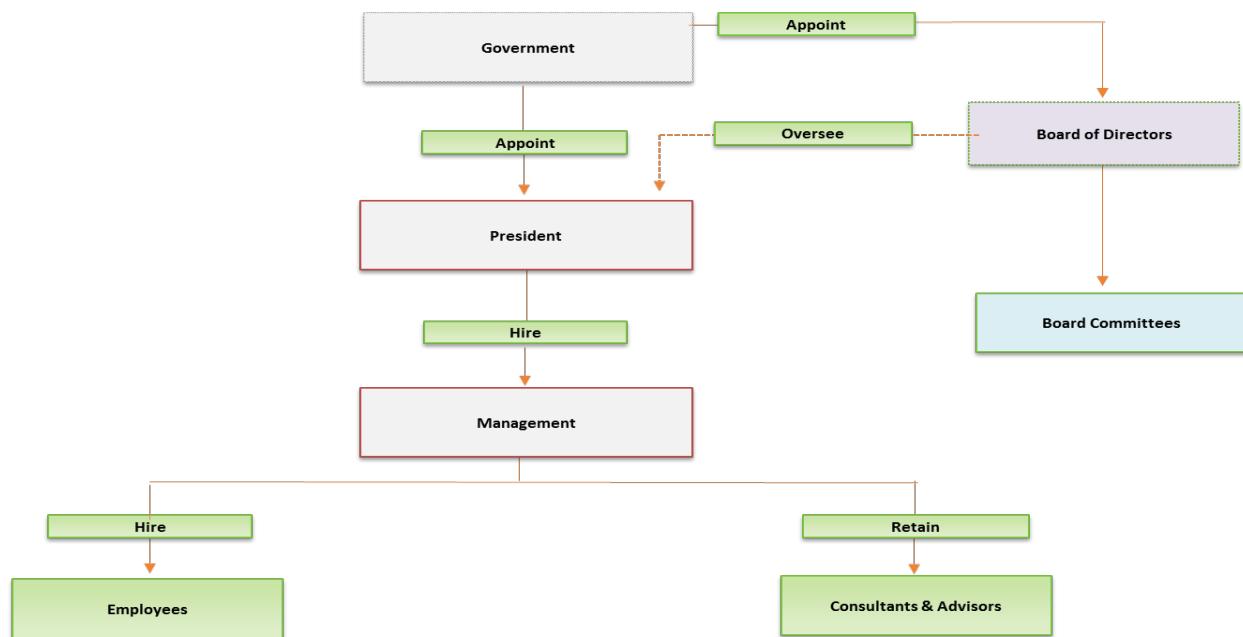 Appoint
Government
Oversee
Board of Directors
Appoint
President
Board Committees
Hire
Management
Hire
Retain
Employees
Consultants & Advisors